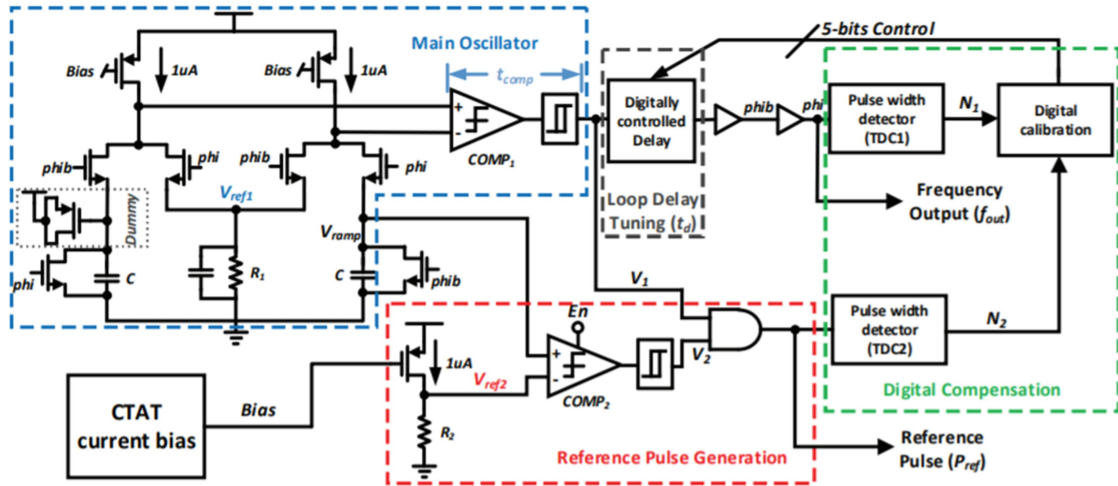 5-bits Control
Main Oscillator
Bias
1uA
Bias
1uA
t_comp
+
-
COMP₁
Digitally
controlled
Delay
phib
phi
Pulse width
detector
(TDC1)
N₁
Digital
calibration
phib
phi
phib
phi
V_ref1
Loop Delay
Tuning (t_d)
Frequency
Output (f_out)
Dummy
V_ramp
phi
C
R₁
C
phib
V₁
En
1uA
+
-
V_ref2
COMP₂
V₂
Pulse width
detector
(TDC2)
N₂
Digital Compensation
CTAT
current bias
Bias
R₂
Reference Pulse Generation
Reference
Pulse (P_ref)